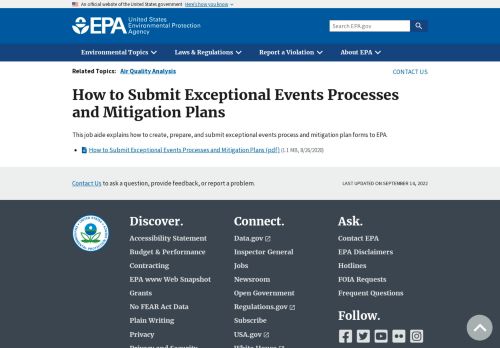 An official website of the United States government Here's how you know
EPA United States Environmental Protection Agency
Search EPA.gov
Environmental Topics Laws & Regulations Report a Violation About EPA
Related Topics: Air Quality Analysis CONTACT US
How to Submit Exceptional Events Processes
and Mitigation Plans
This job aide explains how to create, prepare, and submit exceptional events process and mitigation plan forms to EPA.
How to Submit Exceptional Events Processes and Mitigation Plans (pdf) (1.1 MB, 8/26/2020)
Contact Us to ask a question, provide feedback, or report a problem. LAST UPDATED ON SEPTEMBER 14, 2022
Discover.
Accessibility Statement
Budget & Performance
Contracting
EPA www Web Snapshot
Grants
No FEAR Act Data
Plain Writing
Privacy
Privacy and Security
Connect.
Data.gov
Inspector General
Jobs
Newsroom
Open Government
Regulations.gov
Subscribe
USA.gov
White House
Ask.
Contact EPA
EPA Disclaimers
Hotlines
FOIA Requests
Frequent Questions
Follow.